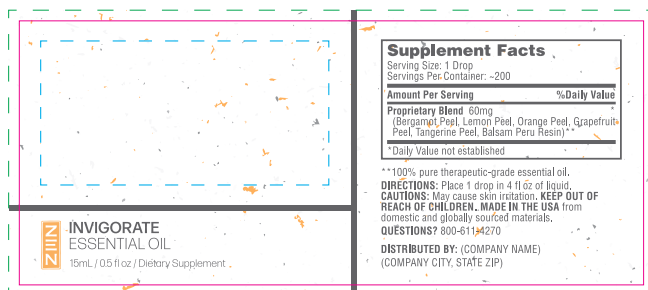 ZEN
INVIGORATE
ESSENTIAL OIL
15mL / 0.5 fl oz / Dietary Supplement
Supplement Facts
Serving Size: 1 Drop
Servings Per Container: ~200
Amount Per Serving %Daily Value
Proprietary Blend 60mg *
(Bergamot Peel, Lemon Peel, Orange Peel, Grapefruit
Peel, Tangerine Peel, Balsam Peru Resin)**
*Daily Value not established
**100% pure therapeutic-grade essential oil.
DIRECTIONS: Place 1 drop in 4 fl oz of liquid.
CAUTIONS: May cause skin irritation. KEEP OUT OF
REACH OF CHILDREN. MADE IN THE USA from
domestic and globally sourced materials.
QUESTIONS? 800-611-4270
DISTRIBUTED BY: (COMPANY NAME)
(COMPANY CITY, STATE ZIP)